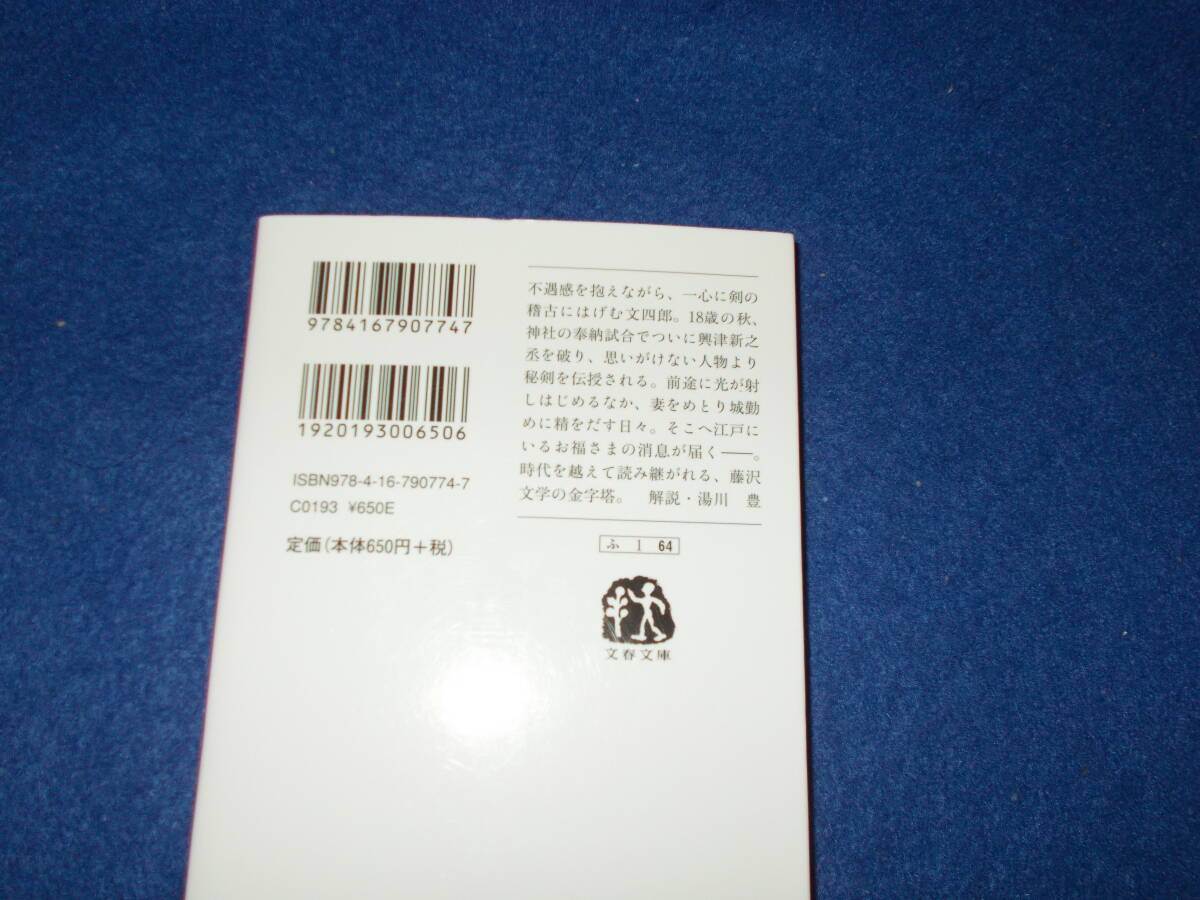 9784167907747
1920193006506
ISBN978-4-16-790774-7
C0193 ¥650E
定価(本体650円+税)
不遇感を抱えながら、一心に剣の
稽古にはげむ文四郎。18歳の秋、
神社の奉納試合でついに興津新之
丞を破り、思いがけない人物より
秘剣を伝授される。前途に光が射
しはじめるなか、妻をめとり城勤
めに精をだす日々。そこへ江戸に
いるお福さまの消息が届く――。
時代を越えて読み継がれる、藤沢
文学の金字塔。 解説・湯川 豊
ふ 1 64
文春文庫